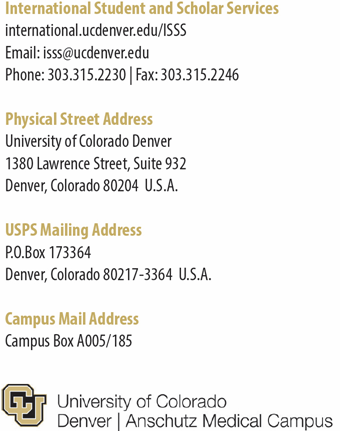 International Student and Scholar Services
international.ucdenver.edu/ISSS
Email: isss@ucdenver.edu
Phone: 303.315.2230 | Fax: 303.315.2246
Physical Street Address
University of Colorado Denver
1380 Lawrence Street, Suite 932
Denver, Colorado 80204 U.S.A.
USPS Mailing Address
P.O.Box 173364
Denver, Colorado 80217-3364 U.S.A.
Campus Mail Address
Campus Box A005/185
CU
University of Colorado
Denver | Anschutz Medical Campus